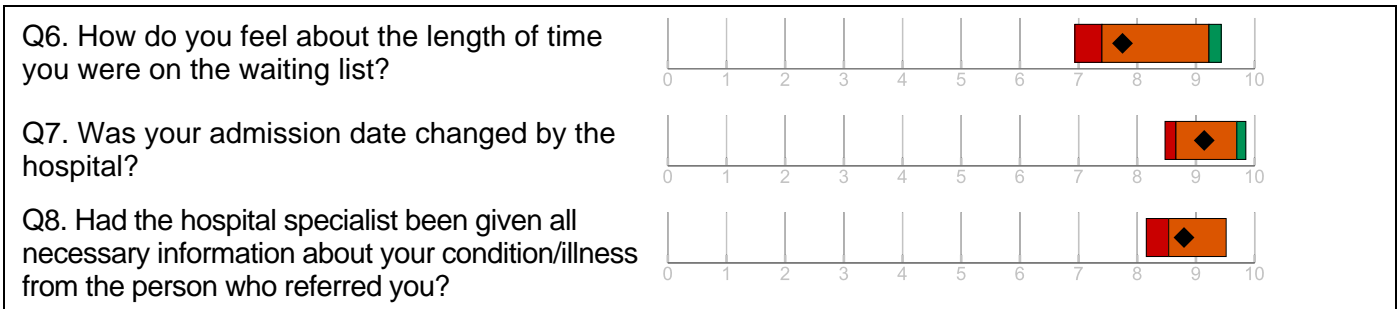 Q6. How do you feel about the length of time
you were on the waiting list?
0 1 2 3 4 5 6 7 8 9 10
Q7. Was your admission date changed by the
hospital?
0 1 2 3 4 5 6 7 8 9 10
Q8. Had the hospital specialist been given all
necessary information about your condition/illness
from the person who referred you?
0 1 2 3 4 5 6 7 8 9 10